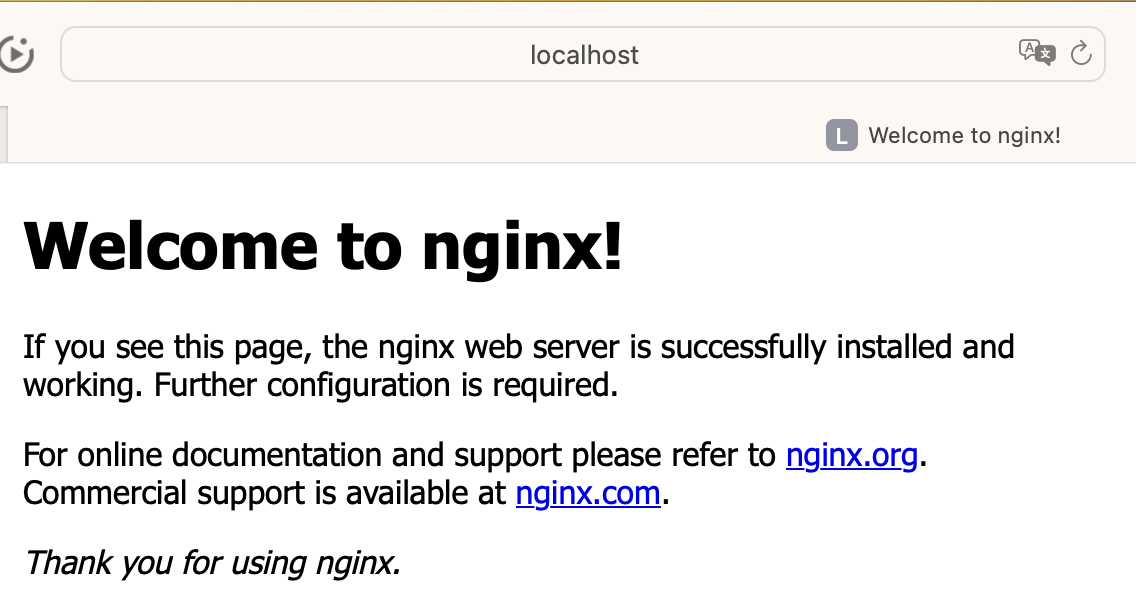 localhost
L Welcome to nginx!
Welcome to nginx!
If you see this page, the nginx web server is successfully installed and
working. Further configuration is required.
For online documentation and support please refer to nginx.org.
Commercial support is available at nginx.com.
Thank you for using nginx.